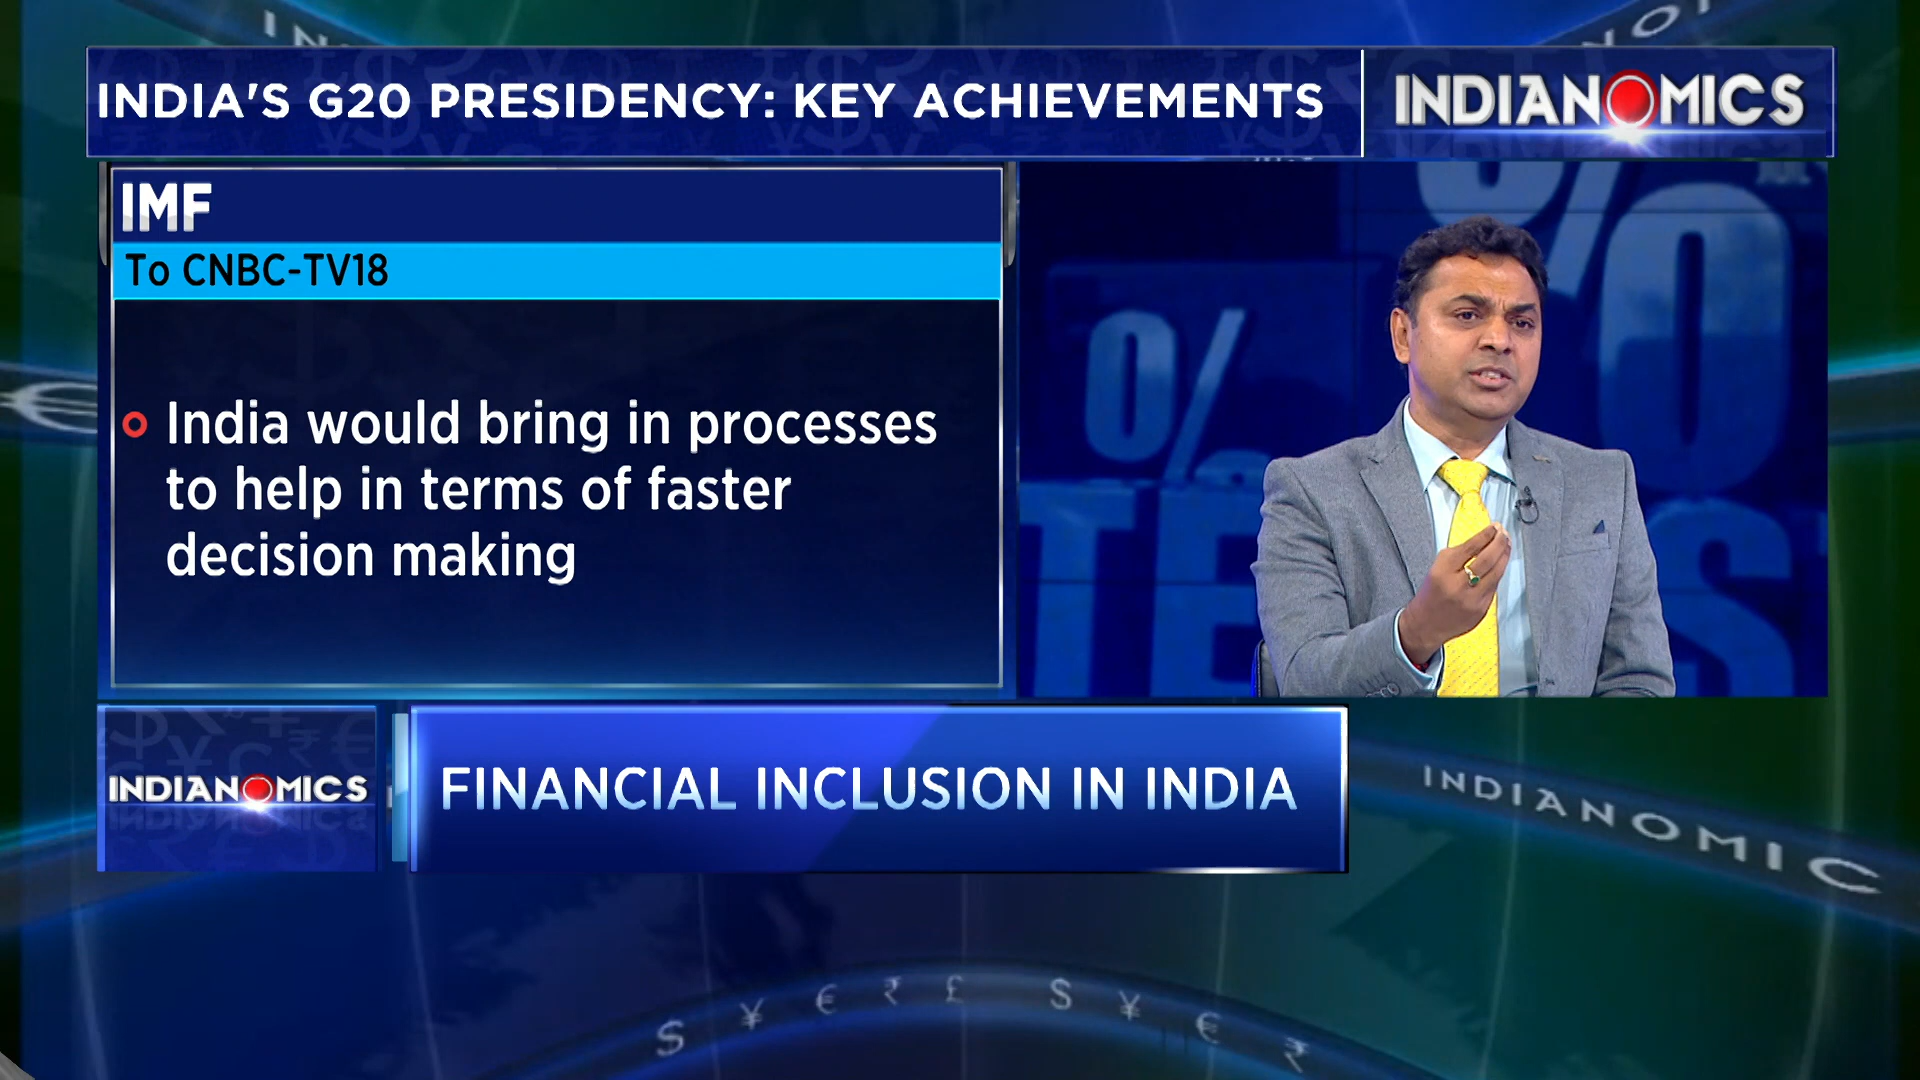 INDIA'S G20 PRESIDENCY: KEY ACHIEVEMENTS
INDIANOMICS
IMF
To CNBC-TV18
India would bring in processes
to help in terms of faster
decision making
INDIANOMICS
FINANCIAL INCLUSION IN INDIA
INDIANOMIC
$ ¥ € ₹ £ $ ¥ € ₹